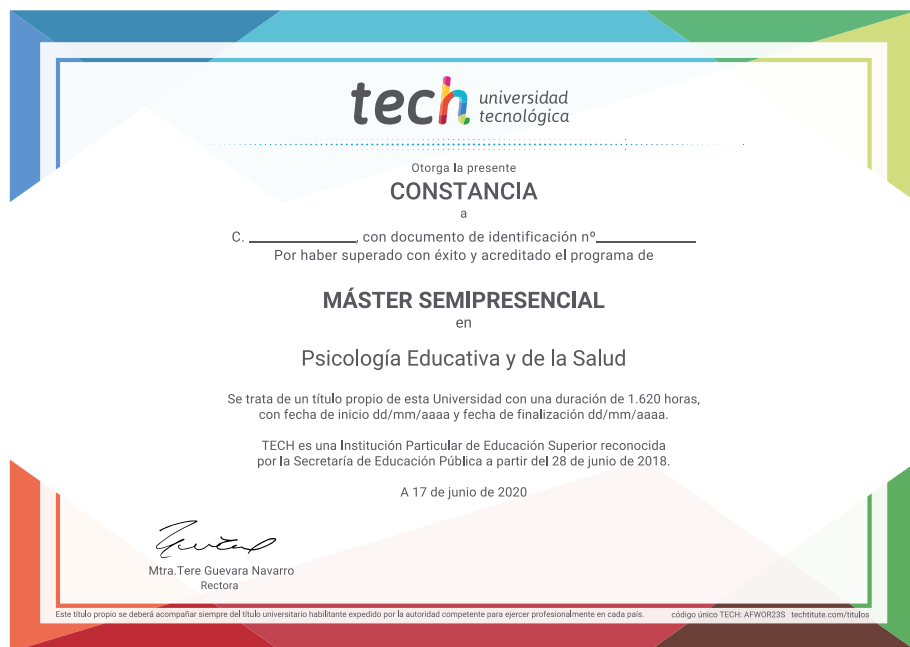 tech universidad
tecnológica
Otorga la presente
CONSTANCIA
a
C. ____________, con documento de identificación nº___________
Por haber superado con éxito y acreditado el programa de
MÁSTER SEMIPRESENCIAL
en
Psicología Educativa y de la Salud
Se trata de un título propio de esta Universidad con una duración de 1.620 horas,
con fecha de inicio dd/mm/aaaa y fecha de finalización dd/mm/aaaa.
TECH es una Institución Particular de Educación Superior reconocida
por la Secretaría de Educación Pública a partir del 28 de junio de 2018.
A 17 de junio de 2020
Mtra.Tere Guevara Navarro
Rectora
Este título propio se deberá acompañar siempre del título universitario habilitante expedido por la autoridad competente para ejercer profesionalmente en cada país. código único TECH: AFWOR23S techtitute.com/titulos